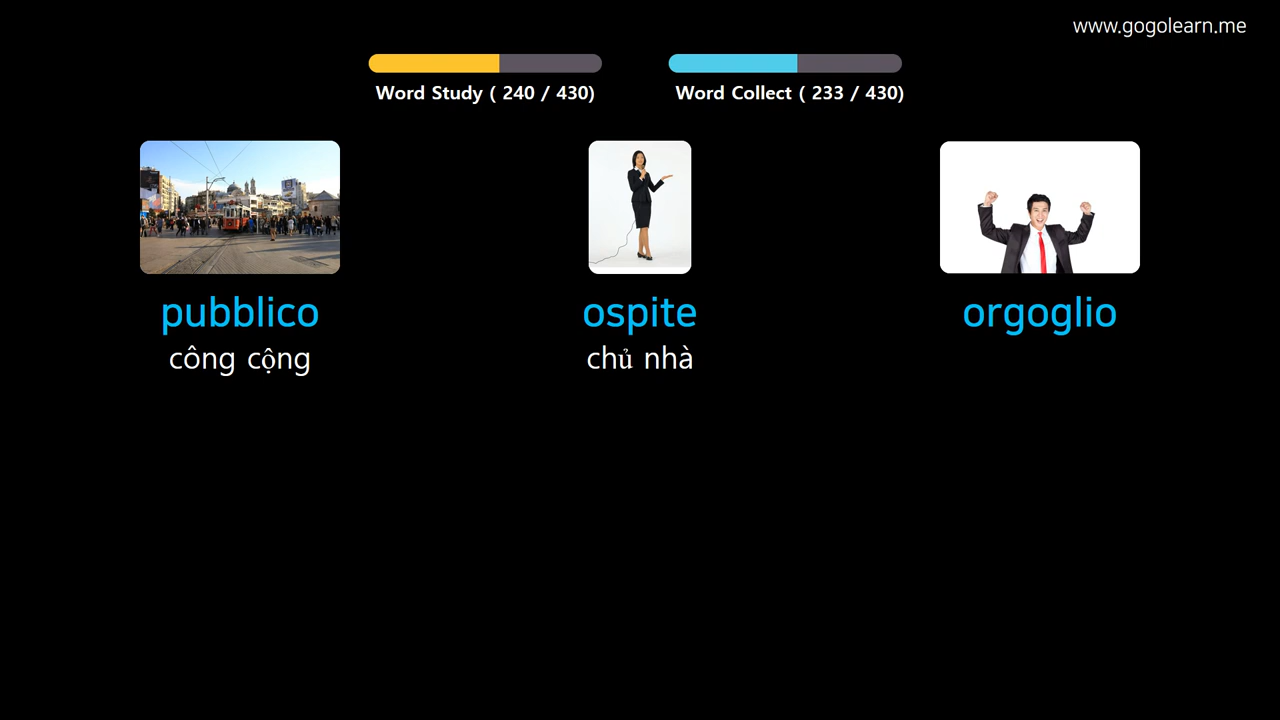 www.gogolearn.me
Word Study ( 240 / 430)
Word Collect ( 233 / 430)
pubblico
ospite
orgoglio
công cộng
chủ nhà